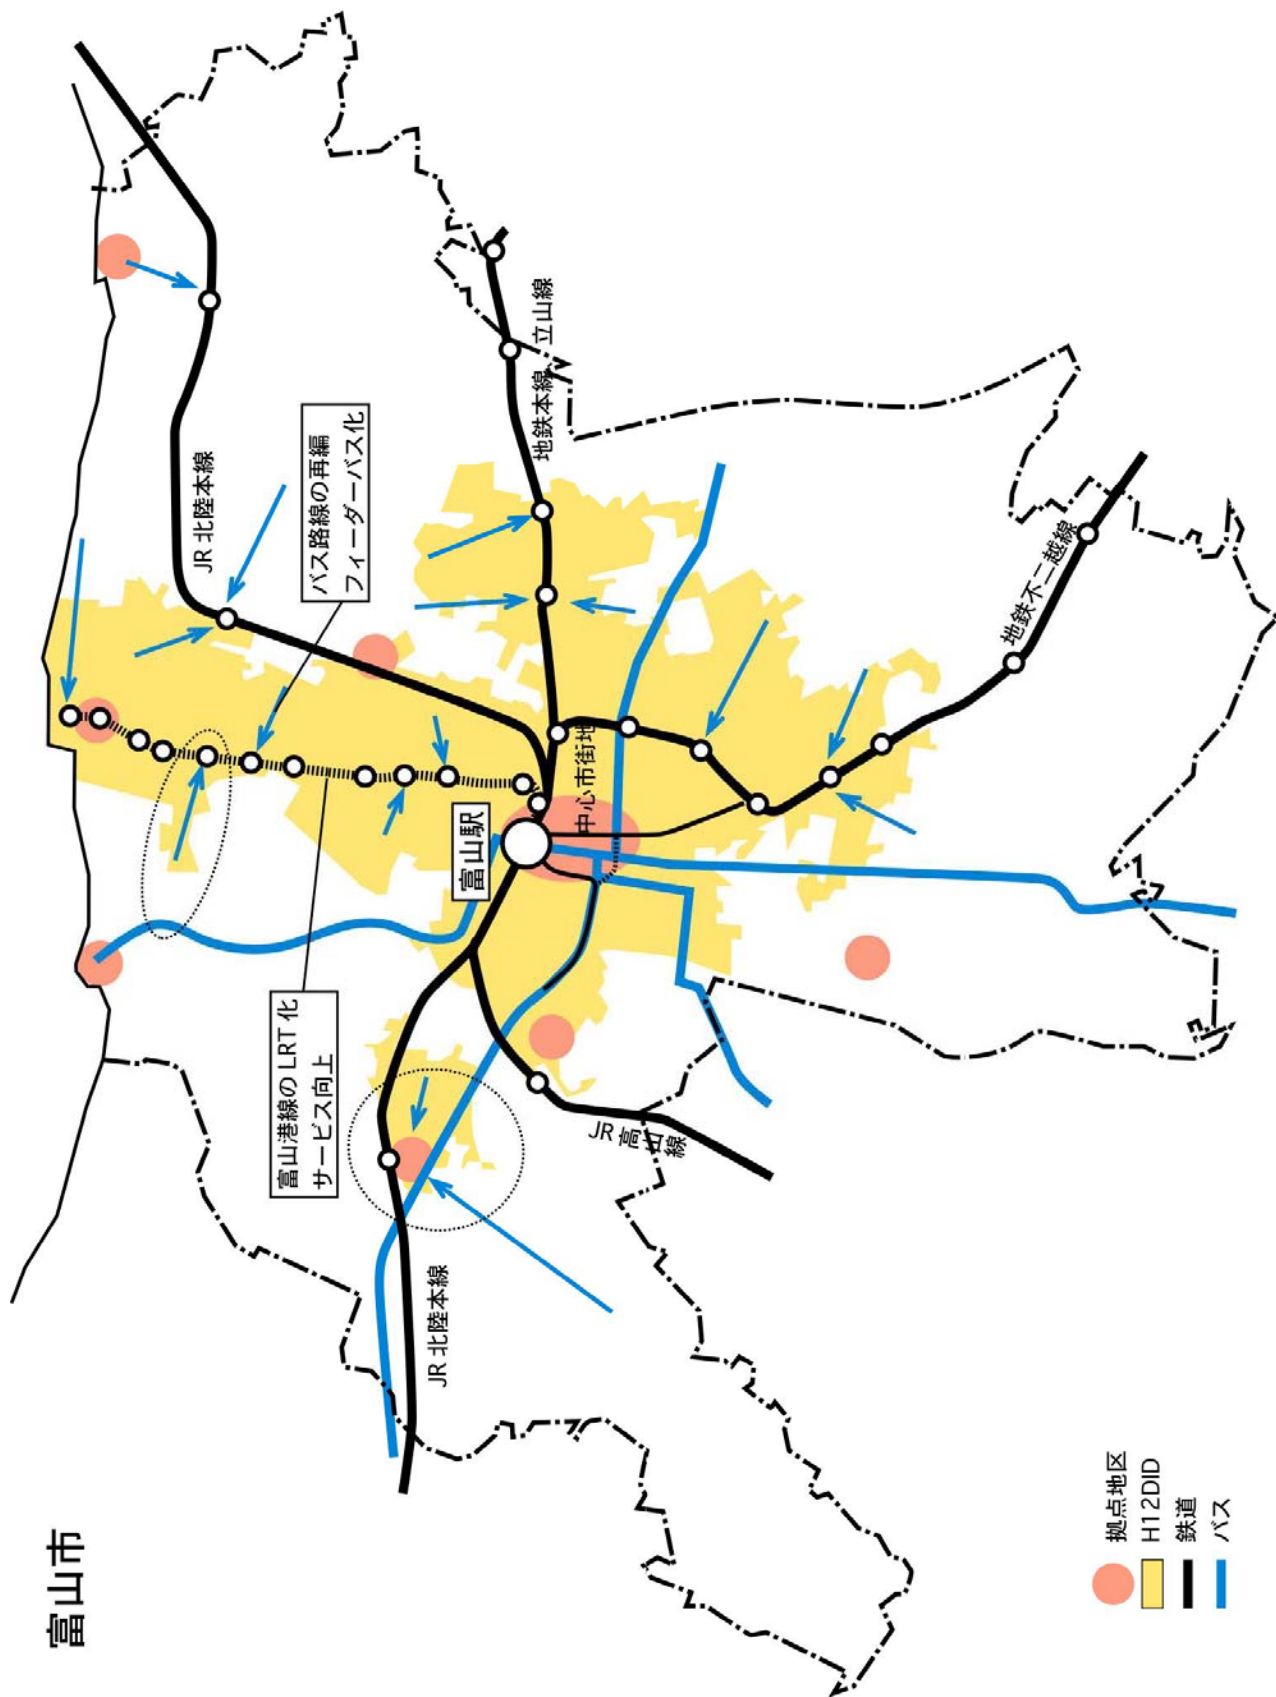 富山市
JR 北陸本線
バス路線の再編
フィーダーバス化
地鉄本線 立山線
富山港線のLRT化
サービス向上
富山駅
中心市街地
地鉄不二越線
JR 北陸本線
JR 高山線
拠点地区
H12DID
鉄道
バス